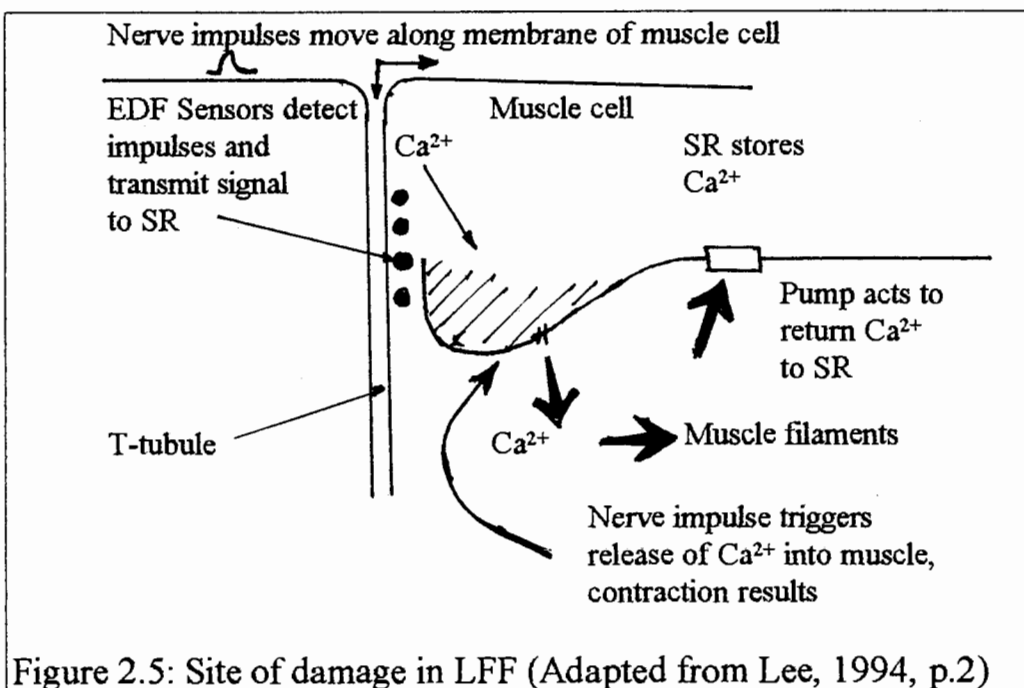 Nerve impulses move along membrane of muscle cell
EDF Sensors detect
impulses and
transmit signal
to SR
Muscle cell
Ca²⁺
SR stores
Ca²⁺
Pump acts to
return Ca²⁺
to SR
T-tubule
Ca²⁺
Muscle filaments
Nerve impulse triggers
release of Ca²⁺ into muscle,
contraction results
Figure 2.5: Site of damage in LFF (Adapted from Lee, 1994, p.2)